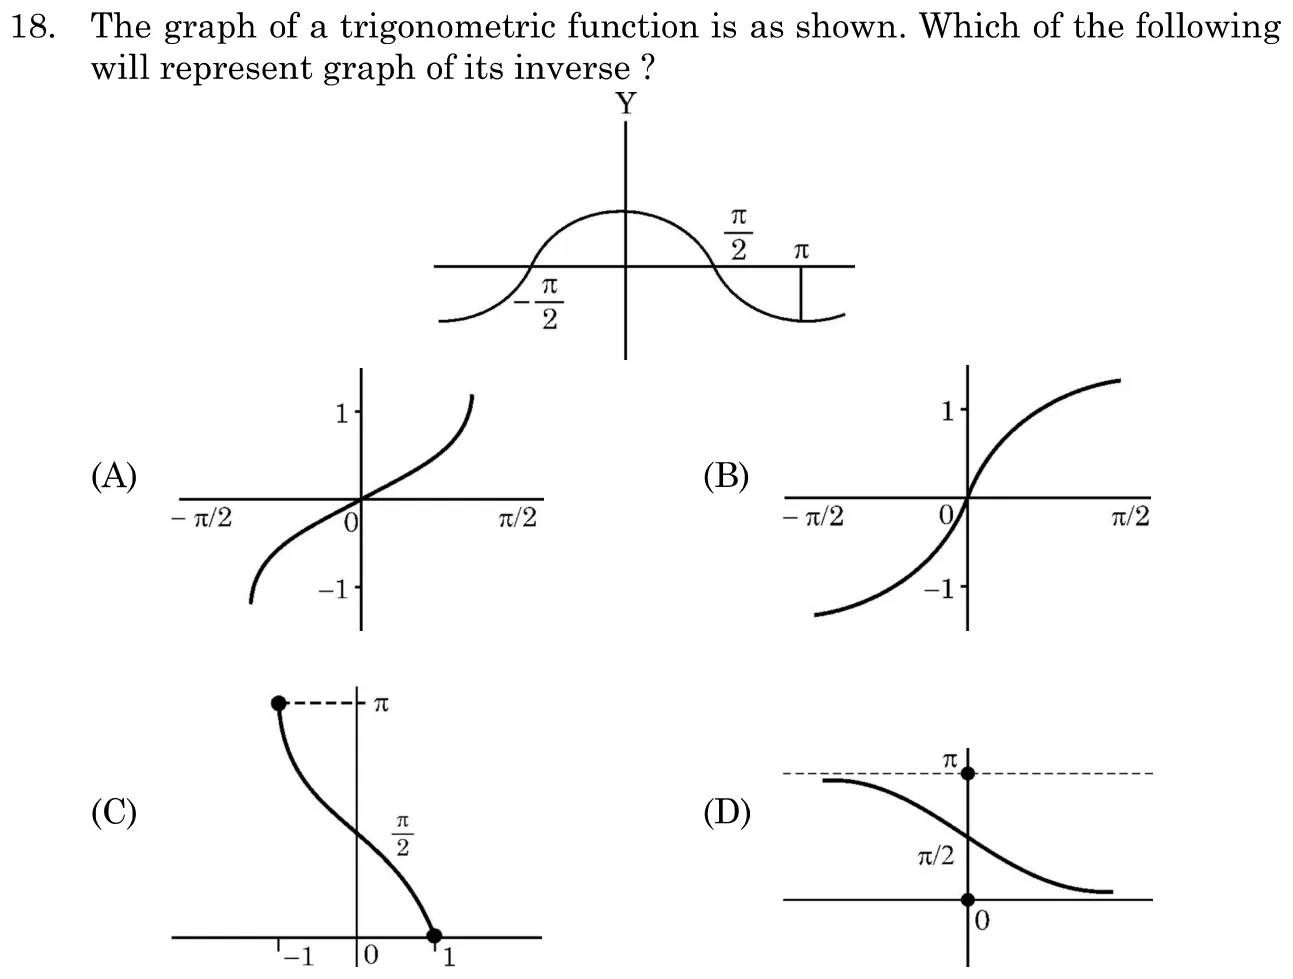 18. The graph of a trigonometric function is as shown. Which of the following
will represent graph of its inverse ?
Y
π/2
π
−π/2
(A)
1
− π/2
0
π/2
−1
(B)
1
− π/2
0
π/2
−1
(C)
π
π/2
−1
0
1
(D)
π
π/2
0